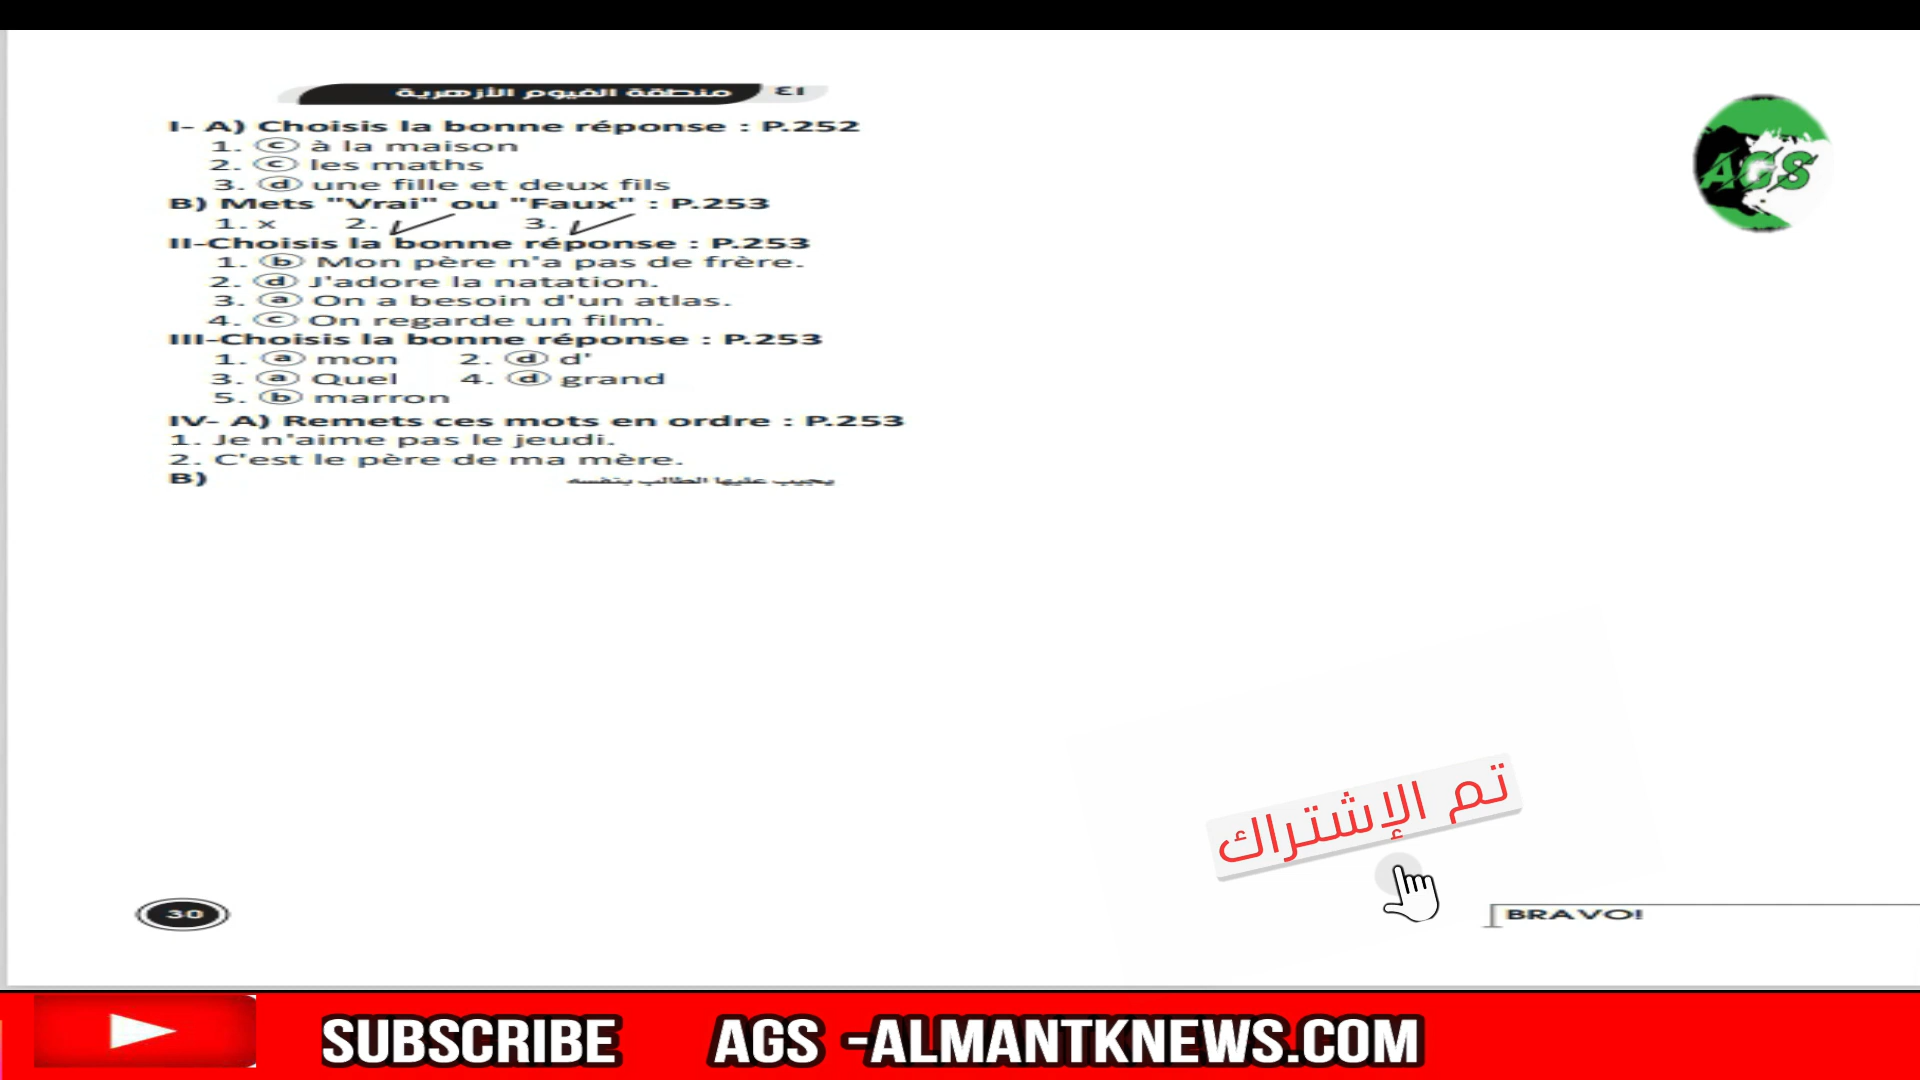 منطقة الفيوم الأزهرية ٤١
I- A) Choisis la bonne réponse : P.252
1. ⓒ à la maison
2. ⓒ les maths
3. ⓓ une fille et deux fils
B) Mets "Vrai" ou "Faux" : P.253
1. x 2. ✓ 3. ✓
II-Choisis la bonne réponse : P.253
1. ⓑ Mon père n'a pas de frère.
2. ⓓ J'adore la natation.
3. ⓐ On a besoin d'un atlas.
4. ⓒ On regarde un film.
III-Choisis la bonne réponse : P.253
1. ⓐ mon 2. ⓓ d'
3. ⓐ Quel 4. ⓓ grand
5. ⓑ marron
IV- A) Remets ces mots en ordre : P.253
1. Je n'aime pas le jeudi.
2. C'est le père de ma mère.
B) يجيب عليها الطالب بنفسه
AGS
تم الإشتراك
30
BRAVO!
SUBSCRIBE AGS -ALMANTKNEWS.COM